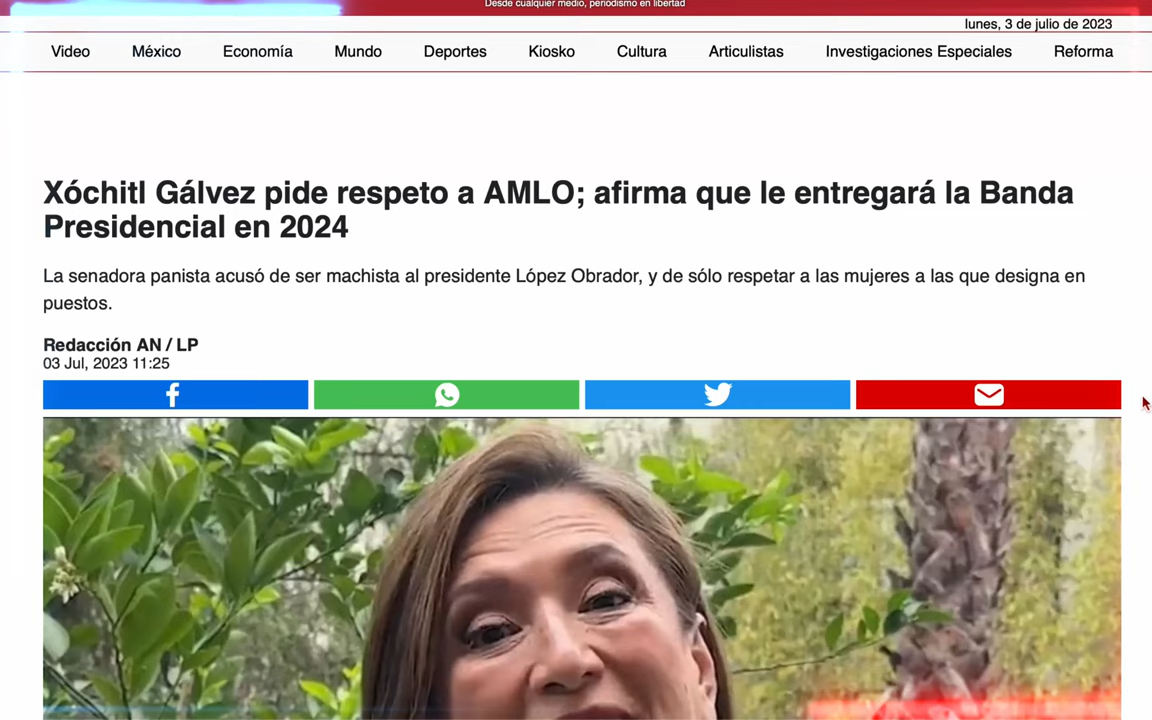 Desde cualquier medio, periodismo en libertad
lunes, 3 de julio de 2023
Video México Economía Mundo Deportes Kiosko Cultura Articulistas Investigaciones Especiales Reforma
Xóchitl Gálvez pide respeto a AMLO; afirma que le entregará la Banda
Presidencial en 2024
La senadora panista acusó de ser machista al presidente López Obrador, y de sólo respetar a las mujeres a las que designa en
puestos.
Redacción AN / LP
03 Jul, 2023 11:25